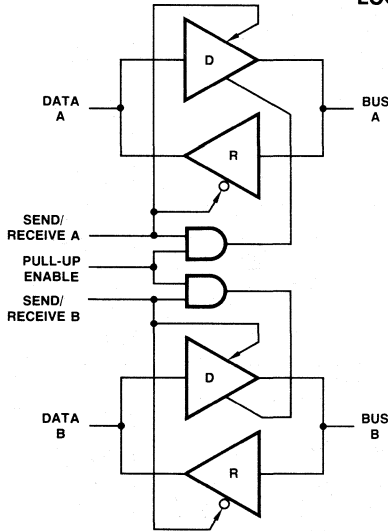 D
DATA
A
BUS
A
R
SEND/
RECEIVE A
PULL-UP
ENABLE
SEND/
RECEIVE B
D
DATA
B
BUS
B
R